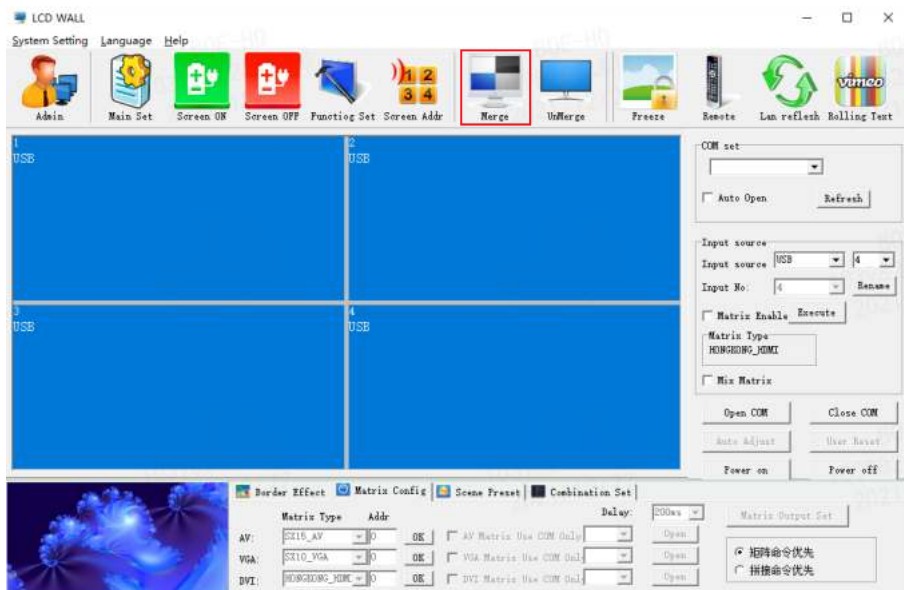 LCD WALL
System Setting Language Help
1 2
3 4
vimeo
Admin Main Set Screen ON Screen OFF Functiog Set Screen Addr Merge UnMerge Freeze Remote Lan reflesh Rolling Text
1 2
USB USB
COM set
Auto Open Refresh
Input source
Input source USB 4
Input No: 4 Rename
3 4
USB USB
Matrix Enable Execute
Matrix Type
HONGKONG_HDMI
Mix Matrix
Open COM Close COM
Auto Adjust User Reset
Power on Power off
Border Effect Matrix Config Scene Preset Combination Set
Matrix Type Addr Delay: 200ms Matrix Output Set
AV: SX15_AV 0 OK AV Matrix Use COM Only Open
VGA: SX10_VGA 0 OK VGA Matrix Use COM Only Open
DVI: HONGKONG_HDMI 0 OK DVI Matrix Use COM Only Open
矩阵命令优先
拼接命令优先